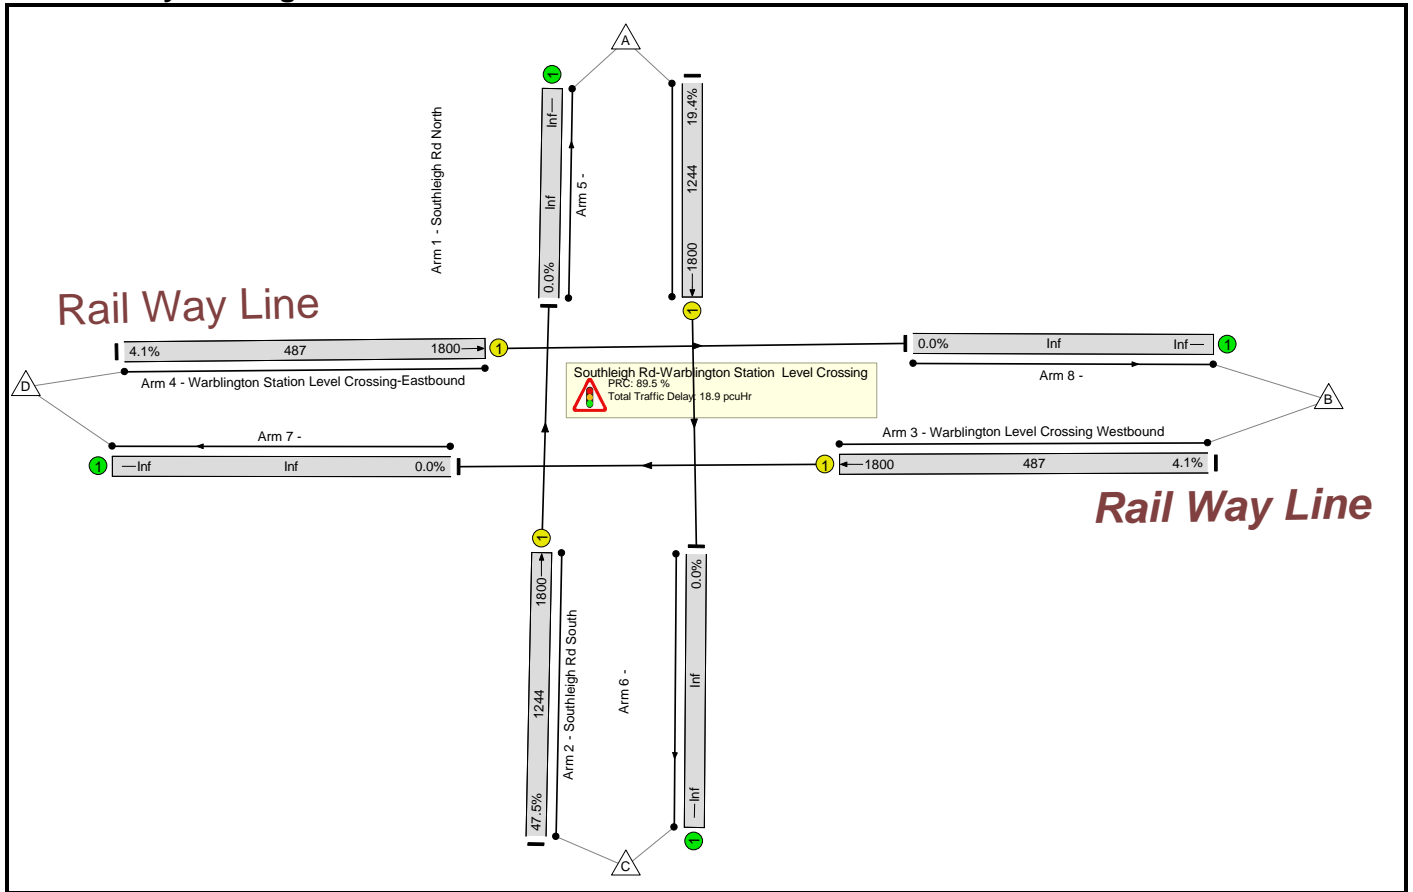 A
1
Inf
Inf
0.0%
Arm 1 - Southleigh Rd North
Arm 5 -
19.4%
1244
1800
1
Rail Way Line
4.1% 487 1800
1
Arm 4 - Warblington Station Level Crossing-Eastbound
D
0.0% Inf Inf
1
Arm 8 -
B
Southleigh Rd-Warblington Station Level Crossing
PRC: 89.5 %
Total Traffic Delay: 18.9 pcuHr
Arm 7 -
1
Inf Inf 0.0%
Arm 3 - Warblington Level Crossing Westbound
1
1800 487 4.1%
Rail Way Line
1
1800
1244
47.5%
Arm 2 - Southleigh Rd South
Arm 6 -
0.0%
Inf
Inf
1
C